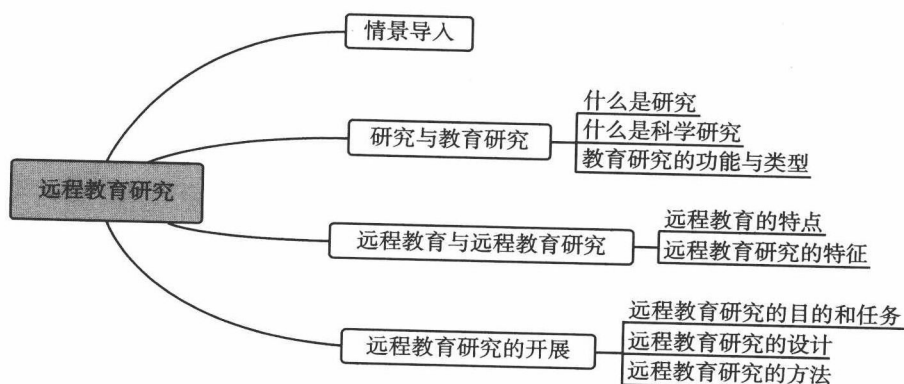 情景导入
什么是研究
研究与教育研究
什么是科学研究
教育研究的功能与类型
远程教育研究
远程教育的特点
远程教育与远程教育研究
远程教育研究的特征
远程教育研究的目的和任务
远程教育研究的开展
远程教育研究的设计
远程教育研究的方法